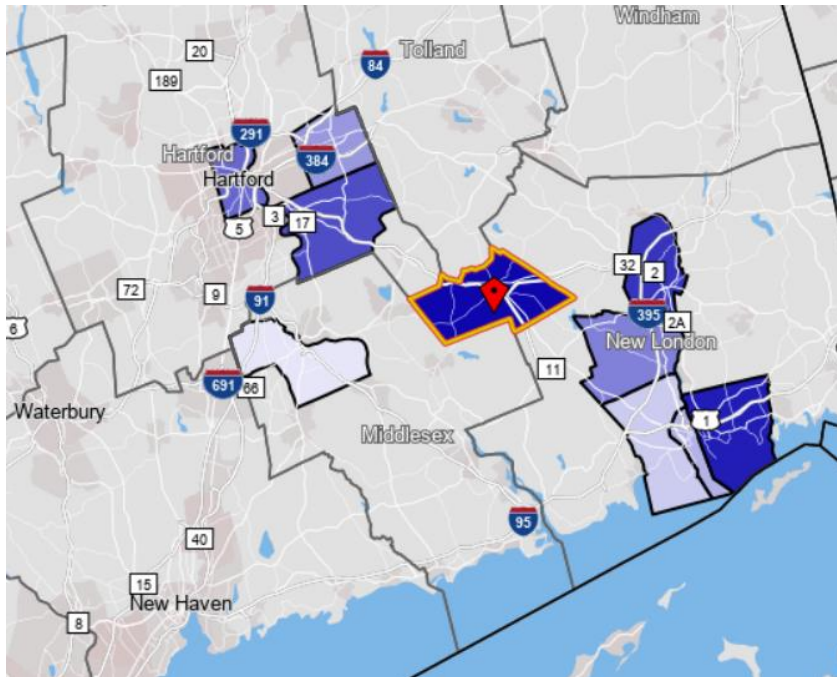 Windham
20
Tolland
84
189
291
Hartford
384
Hartford
3
17
5
32
2
72
9
91
395
2A
6
New London
11
691
66
1
Waterbury
Middlesex
95
40
15
New Haven
8